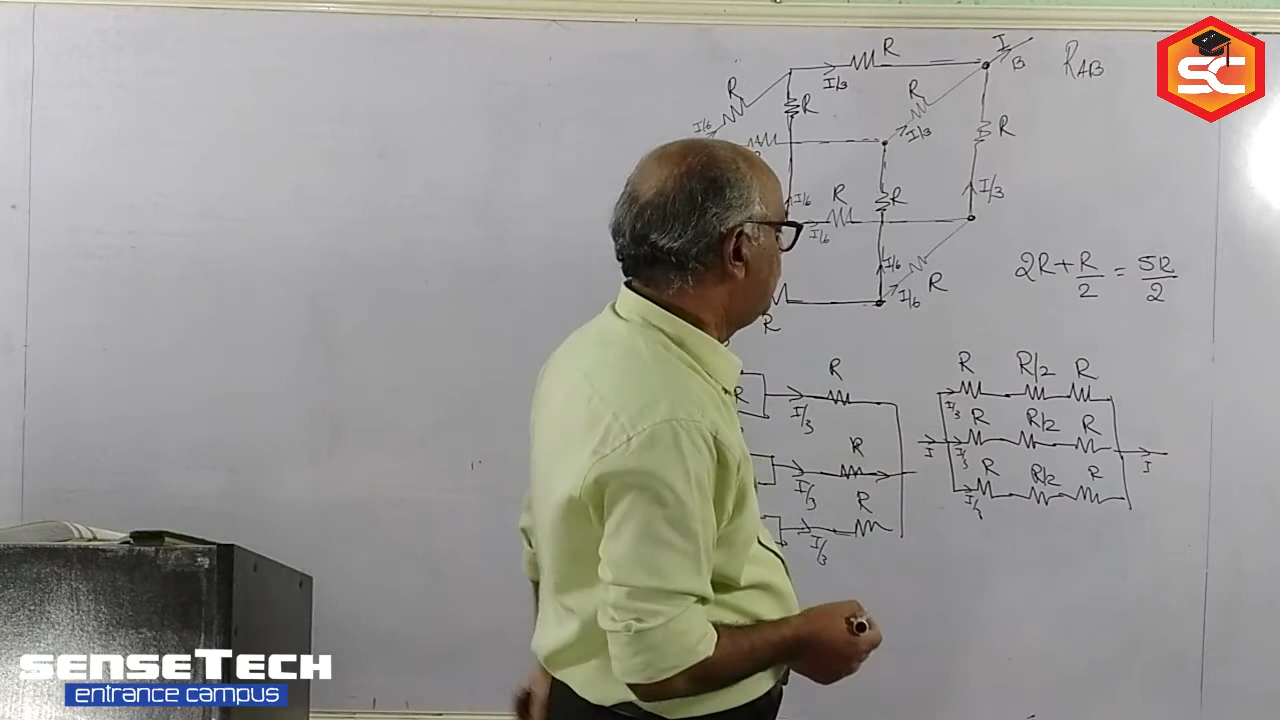 SC
I
B
R_AB
R
I/3
R
R
I/6
R
I/3
R
R
R
I/3
I/6
I/6
I/6
I/6
R
R
2R + R/2 = 5R/2
R
R
I/3
R
I/3
R
I/3
R R/2 R
I/3
R R/2 R
I
I/3
I
R R/2 R
SENSETECH
entrance campus